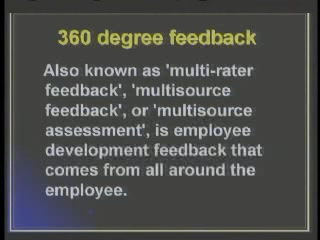 360 degree feedback
Also known as 'multi-rater
feedback', 'multisource
feedback', or 'multisource
assessment', is employee
development feedback that
comes from all around the
employee.